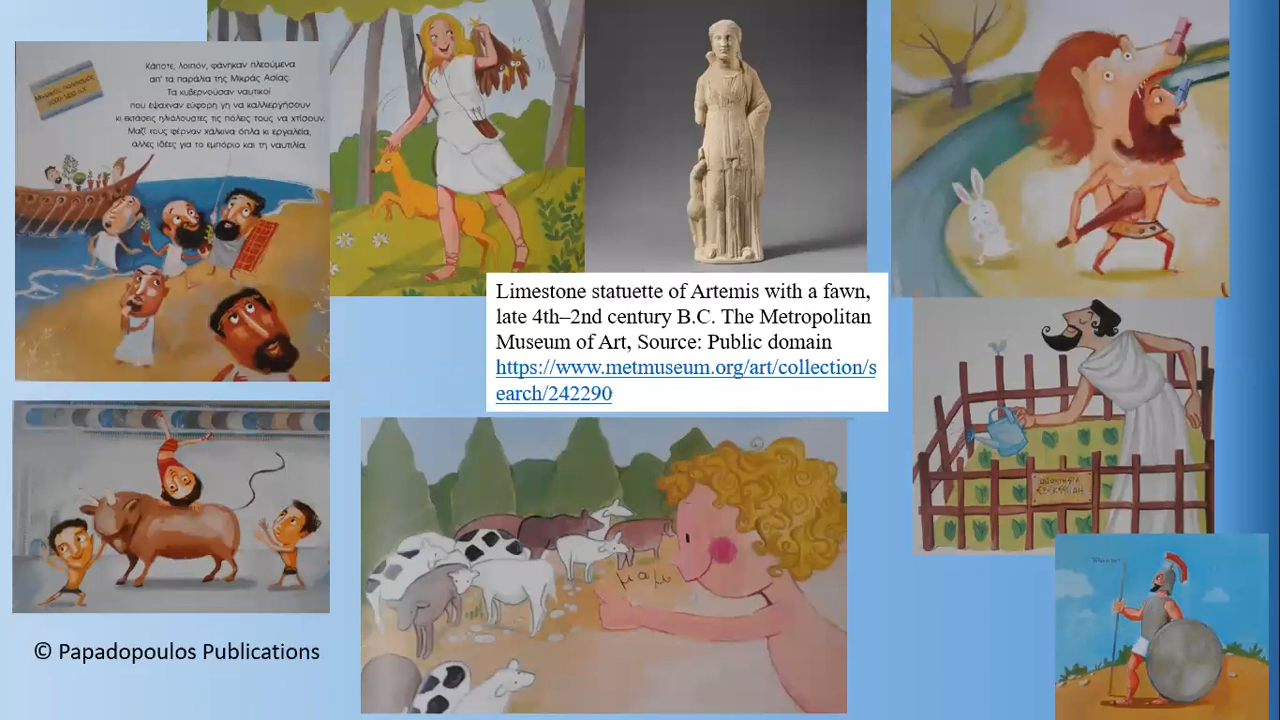 Μινωικός πολιτισμός
Κάποτε, λοιπόν, φάνηκαν πλεούμενα
απ' τα παράλια της Μικράς Ασίας.
Τα κυβερνούσαν ναυτικοί
που έψαχναν εύφορη γη να καλλιεργήσουν
κι εκτάσεις ηλιόλουστες τις πόλεις τους να χτίσουν.
Μαζί τους φέρναν χάλκινα όπλα κι εργαλεία,
άλλες ιδέες για το εμπόριο και τη ναυτιλία.
Limestone statuette of Artemis with a fawn,
late 4th–2nd century B.C. The Metropolitan
Museum of Art, Source: Public domain
https://www.metmuseum.org/art/collection/s
earch/242290
μ α μ
© Papadopoulos Publications